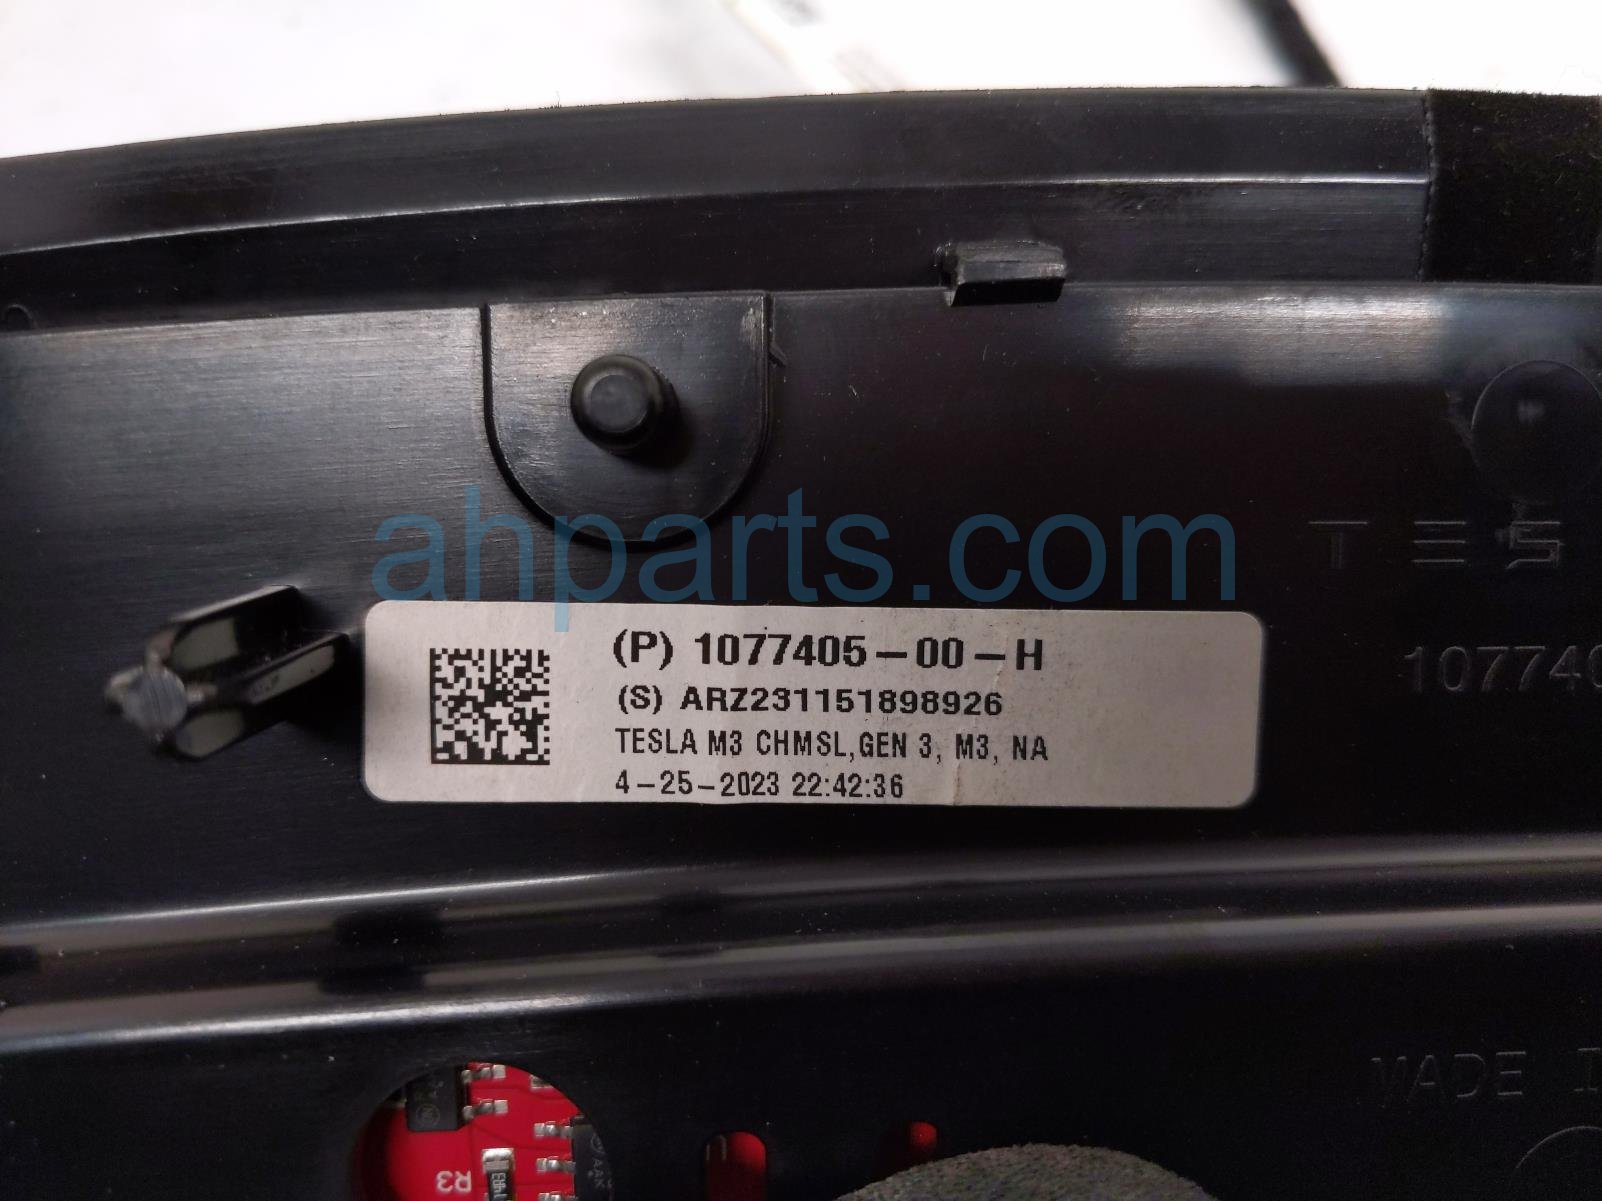 TES
ahparts.com
(P) 1077405-00-H
(S) ARZ231151898926
TESLA M3 CHMSL,GEN 3, M3, NA
4-25-2023 22:42:36
10774
MADE I
R3